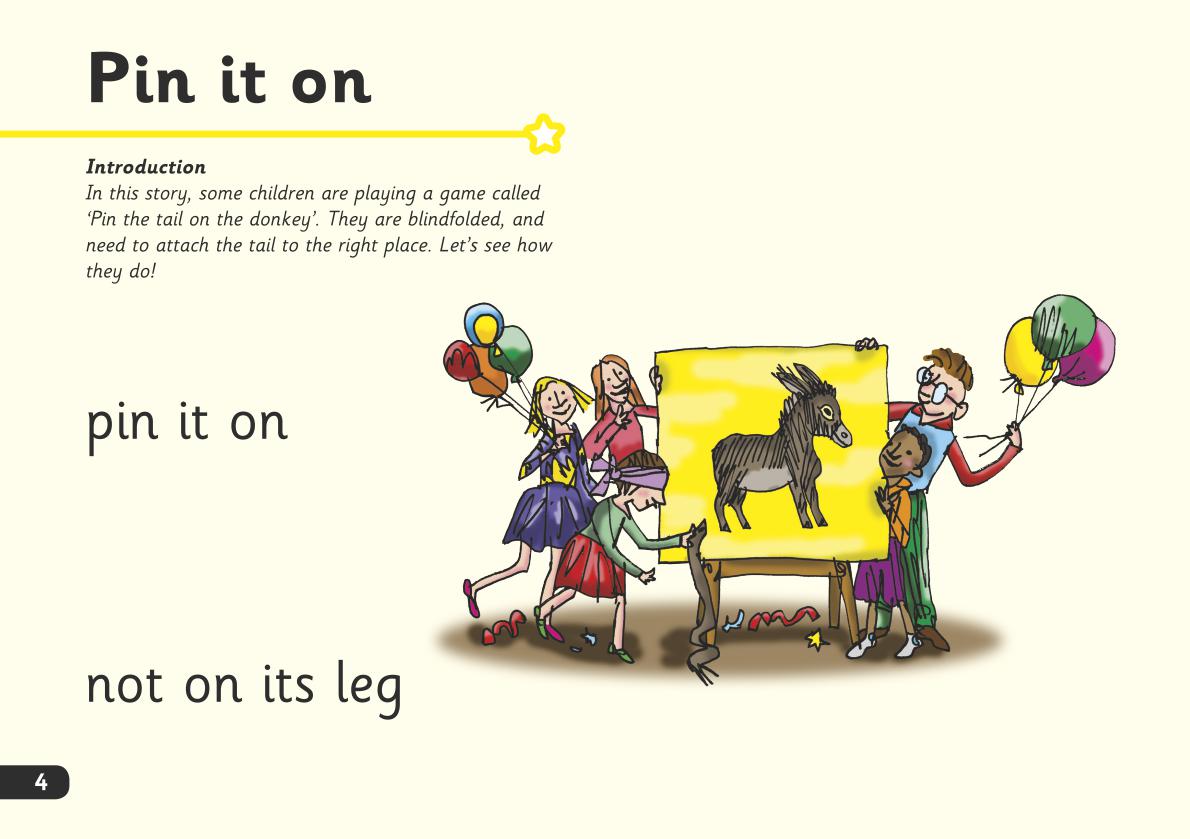 Pin it on
Introduction
In this story, some children are playing a game called
‘Pin the tail on the donkey’. They are blindfolded, and
need to attach the tail to the right place. Let’s see how
they do!
pin it on
not on its leg
4